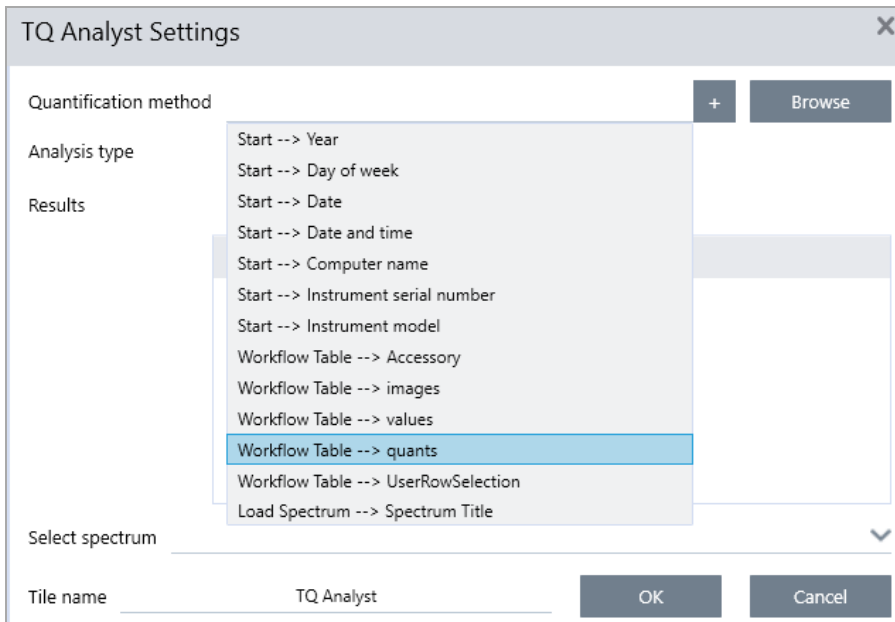 TQ Analyst Settings
Quantification method
+
Browse
Start --> Year
Analysis type
Start --> Day of week
Results
Start --> Date
Start --> Date and time
Start --> Computer name
Start --> Instrument serial number
Start --> Instrument model
Workflow Table --> Accessory
Workflow Table --> images
Workflow Table --> values
Workflow Table --> quants
Workflow Table --> UserRowSelection
Load Spectrum --> Spectrum Title
Select spectrum
Tile name
TQ Analyst
OK
Cancel